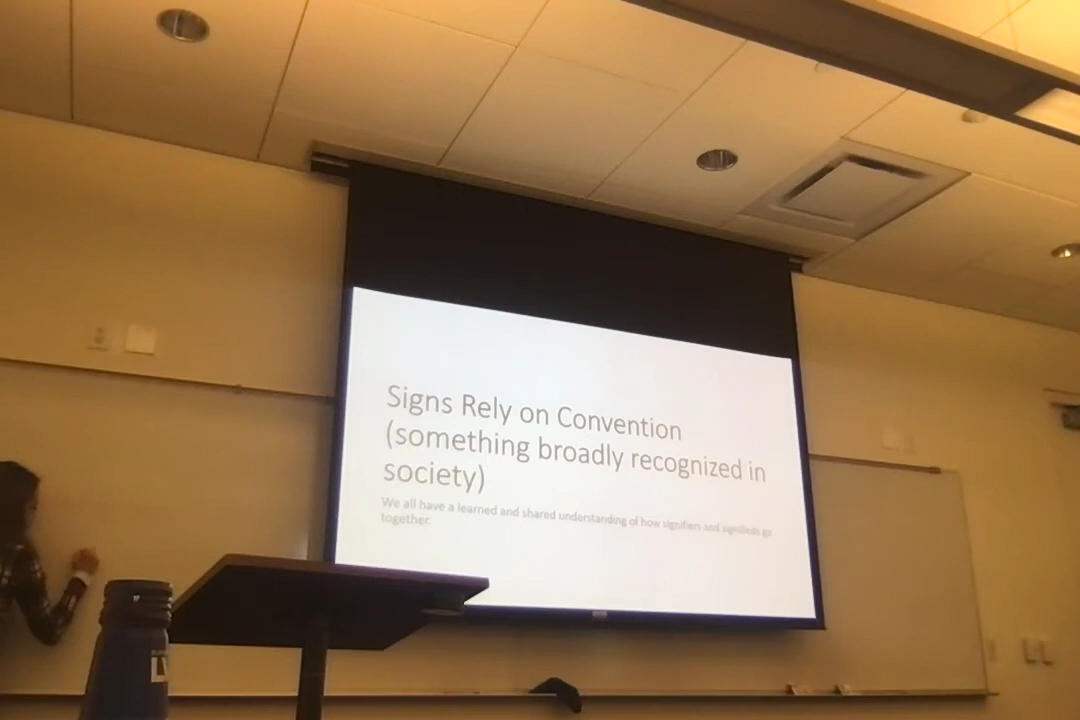 Signs Rely on Convention
(something broadly recognized in
society)
We all have a learned and shared understanding of how signifiers and signifieds go
together.